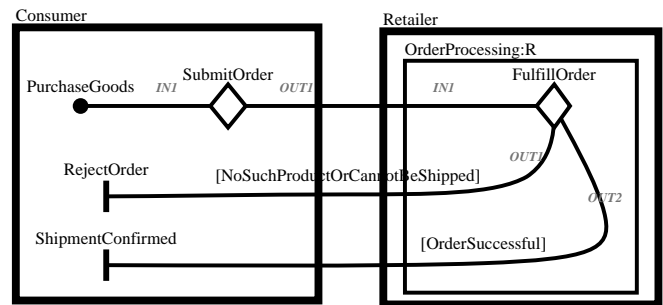 Consumer
Retailer
OrderProcessing:R
SubmitOrder
FulfillOrder
PurchaseGoods
IN1
OUT1
IN1
OUT1
RejectOrder
[NoSuchProductOrCannotBeShipped]
OUT2
ShipmentConfirmed
[OrderSuccessful]